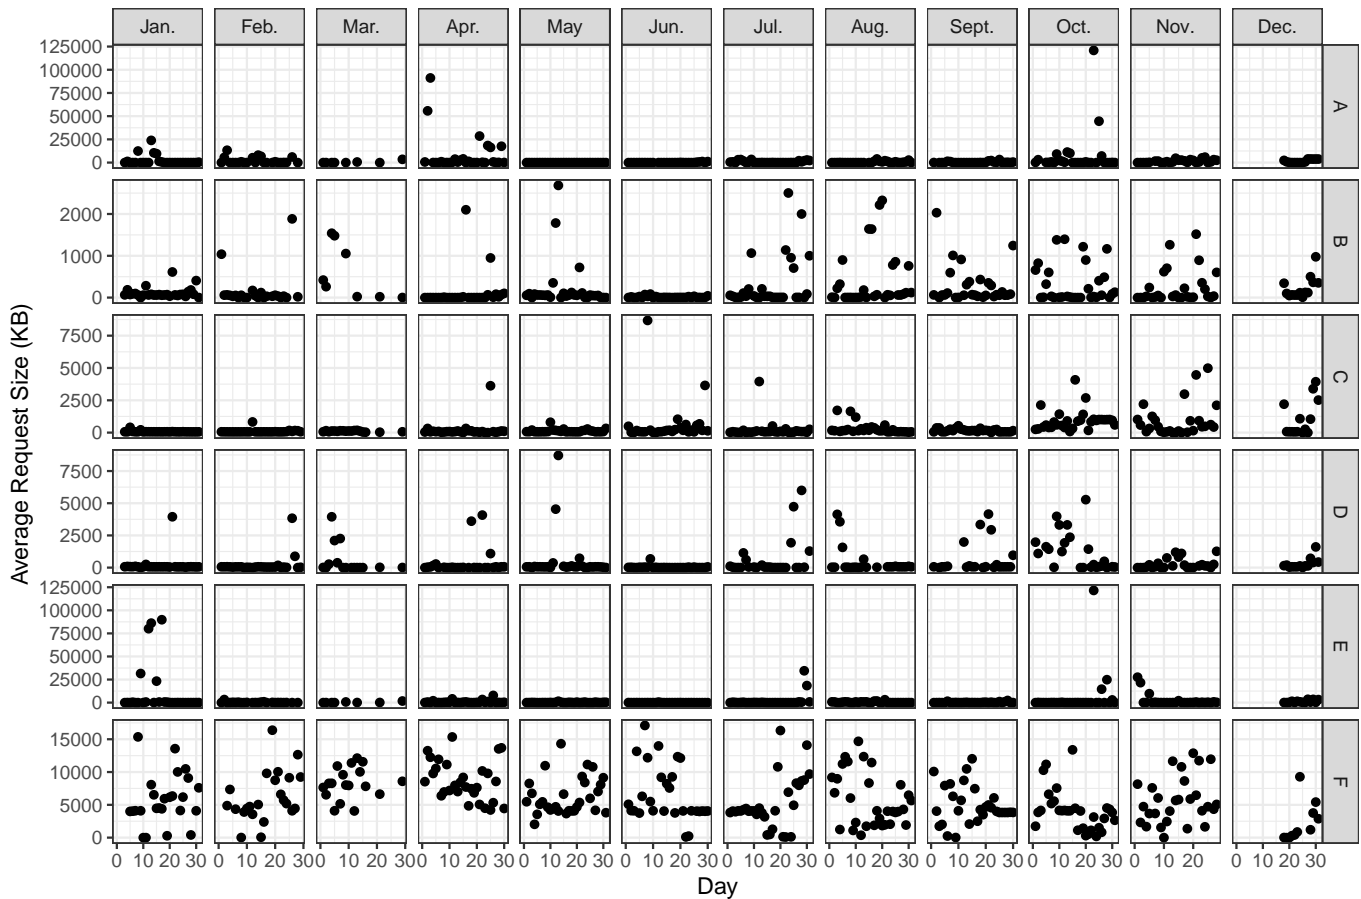 Jan. Feb. Mar. Apr. May Jun. Jul. Aug. Sept. Oct. Nov. Dec.
125000
100000
75000
50000
25000
0
A
2000
1000
0
B
7500
5000
2500
0
C
7500
5000
2500
0
D
125000
100000
75000
50000
25000
0
E
15000
10000
5000
0
F
0 10 20 30 0 10 20 30 0 10 20 30 0 10 20 30 0 10 20 30 0 10 20 30 0 10 20 30 0 10 20 30 0 10 20 30 0 10 20 30 0 10 20 0 10 20 30
Day
Average Request Size (KB)